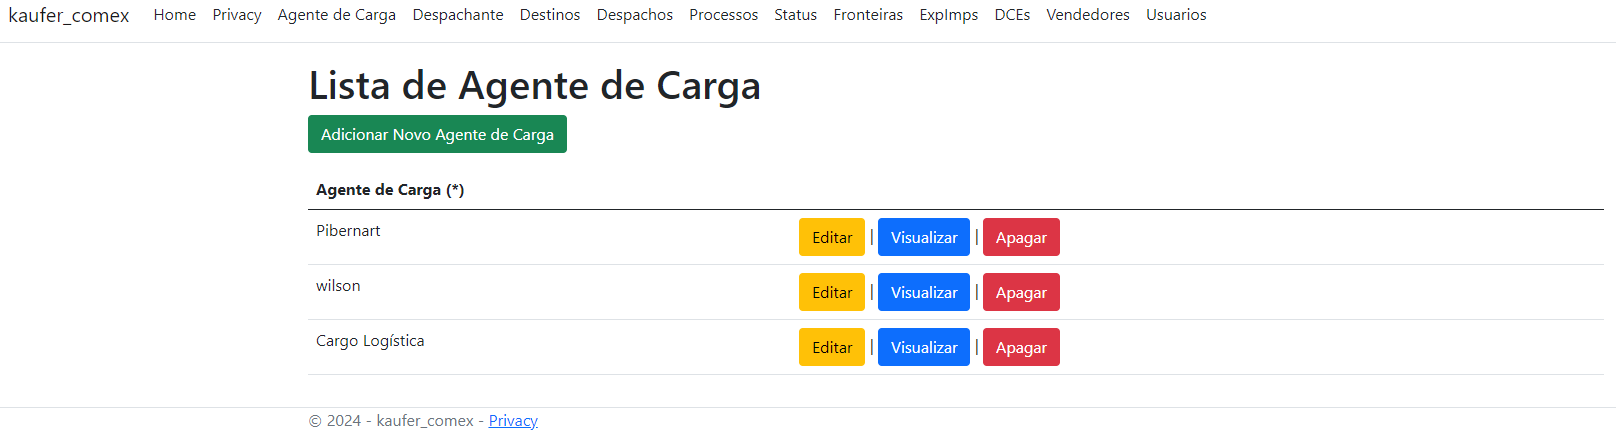 kaufer_comex Home Privacy Agente de Carga Despachante Destinos Despachos Processos Status Fronteiras ExpImps DCEs Vendedores Usuarios
Lista de Agente de Carga
Adicionar Novo Agente de Carga
Agente de Carga (*)
Pibernart Editar | Visualizar | Apagar
wilson Editar | Visualizar | Apagar
Cargo Logística Editar | Visualizar | Apagar
© 2024 - kaufer_comex - Privacy